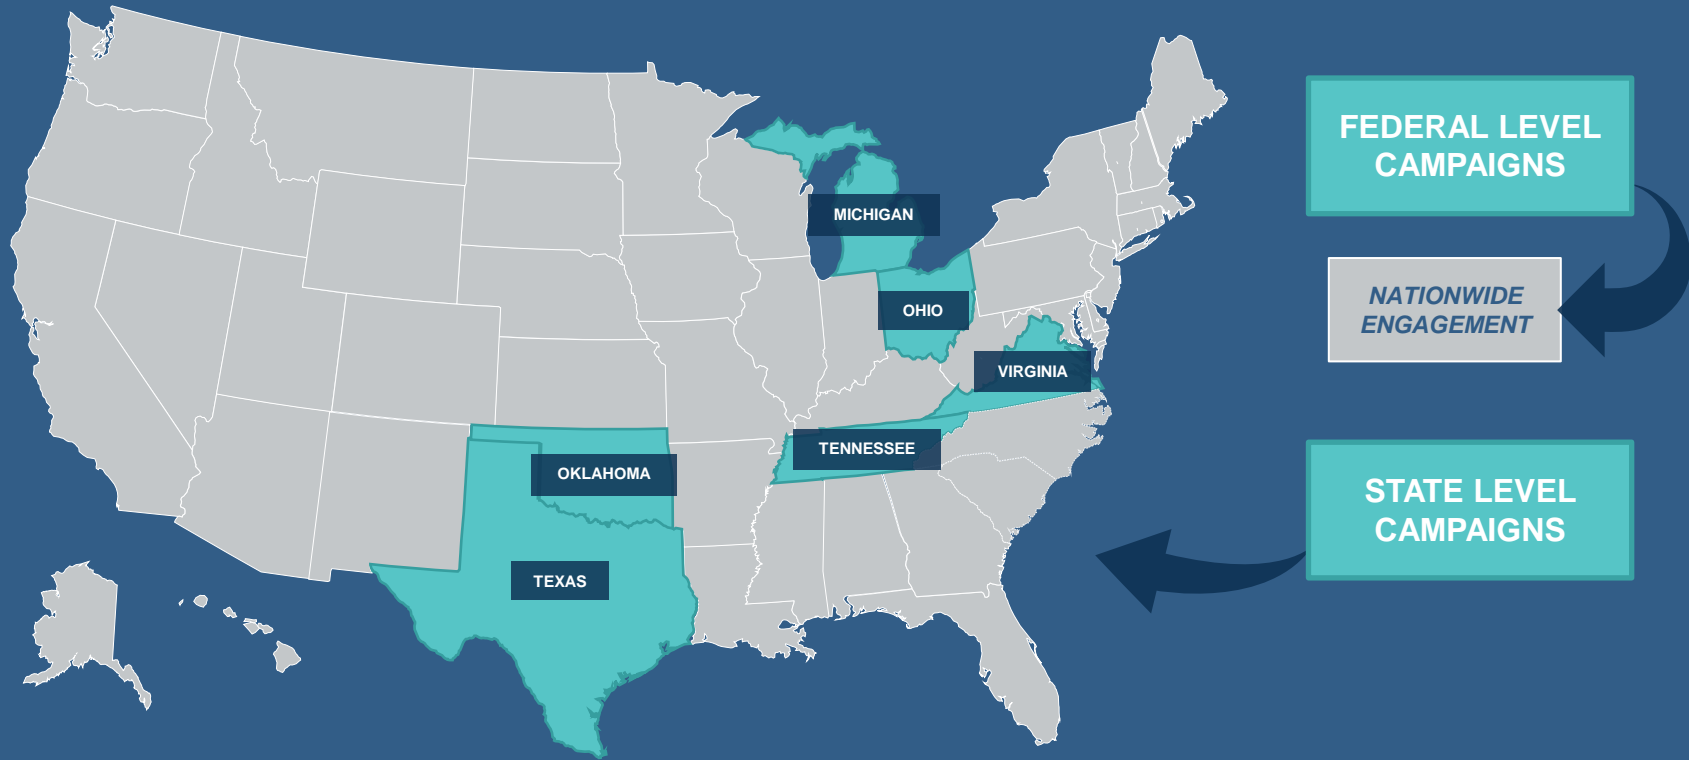 MICHIGAN
OHIO
VIRGINIA
TENNESSEE
OKLAHOMA
TEXAS
FEDERAL LEVEL
CAMPAIGNS
NATIONWIDE
ENGAGEMENT
STATE LEVEL
CAMPAIGNS